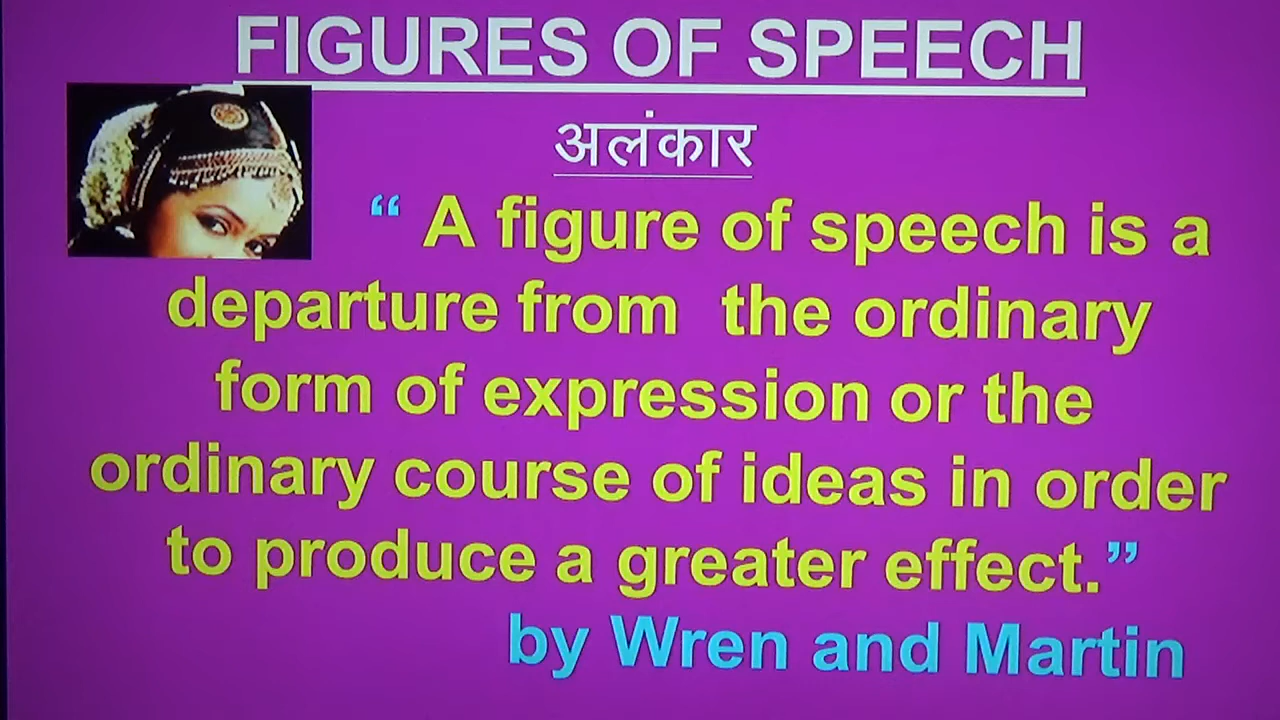 FIGURES OF SPEECH
अलंकार
“ A figure of speech is a
departure from the ordinary
form of expression or the
ordinary course of ideas in order
to produce a greater effect.”
by Wren and Martin